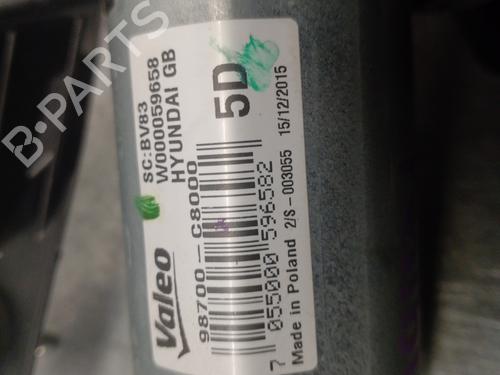 SC:BV83
W000059658
HYUNDAI GB
5D
Valeo
98700-C8000
7 055000 596582
Made in Poland 2/S-003055 15/12/2015
B-PARTS